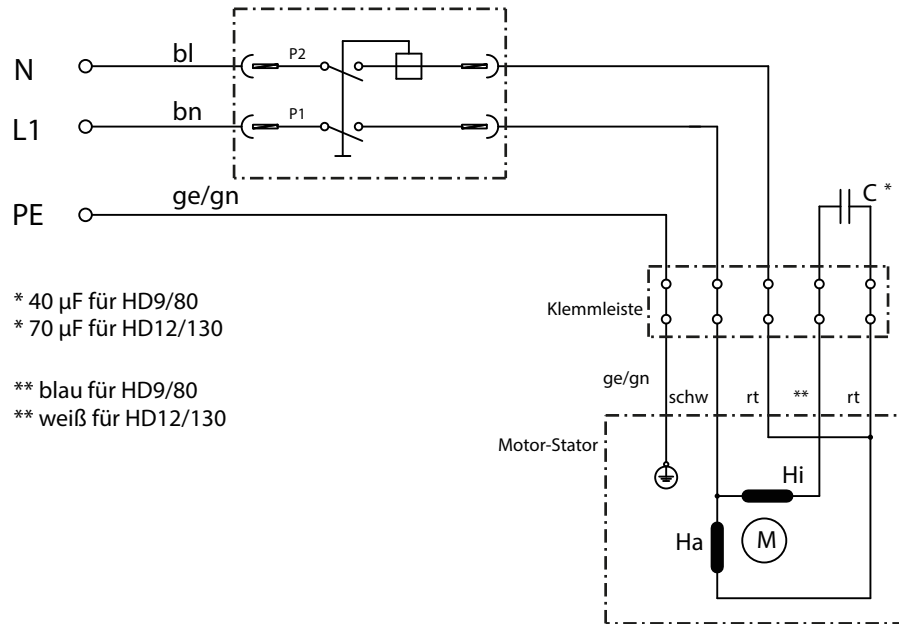 N
bl
P2
L1
bn
P1
PE
ge/gn
C *
* 40 µF für HD9/80
* 70 µF für HD12/130
** blau für HD9/80
** weiß für HD12/130
Klemmleiste
ge/gn
schw
rt
**
rt
Motor-Stator
Hi
Ha
M